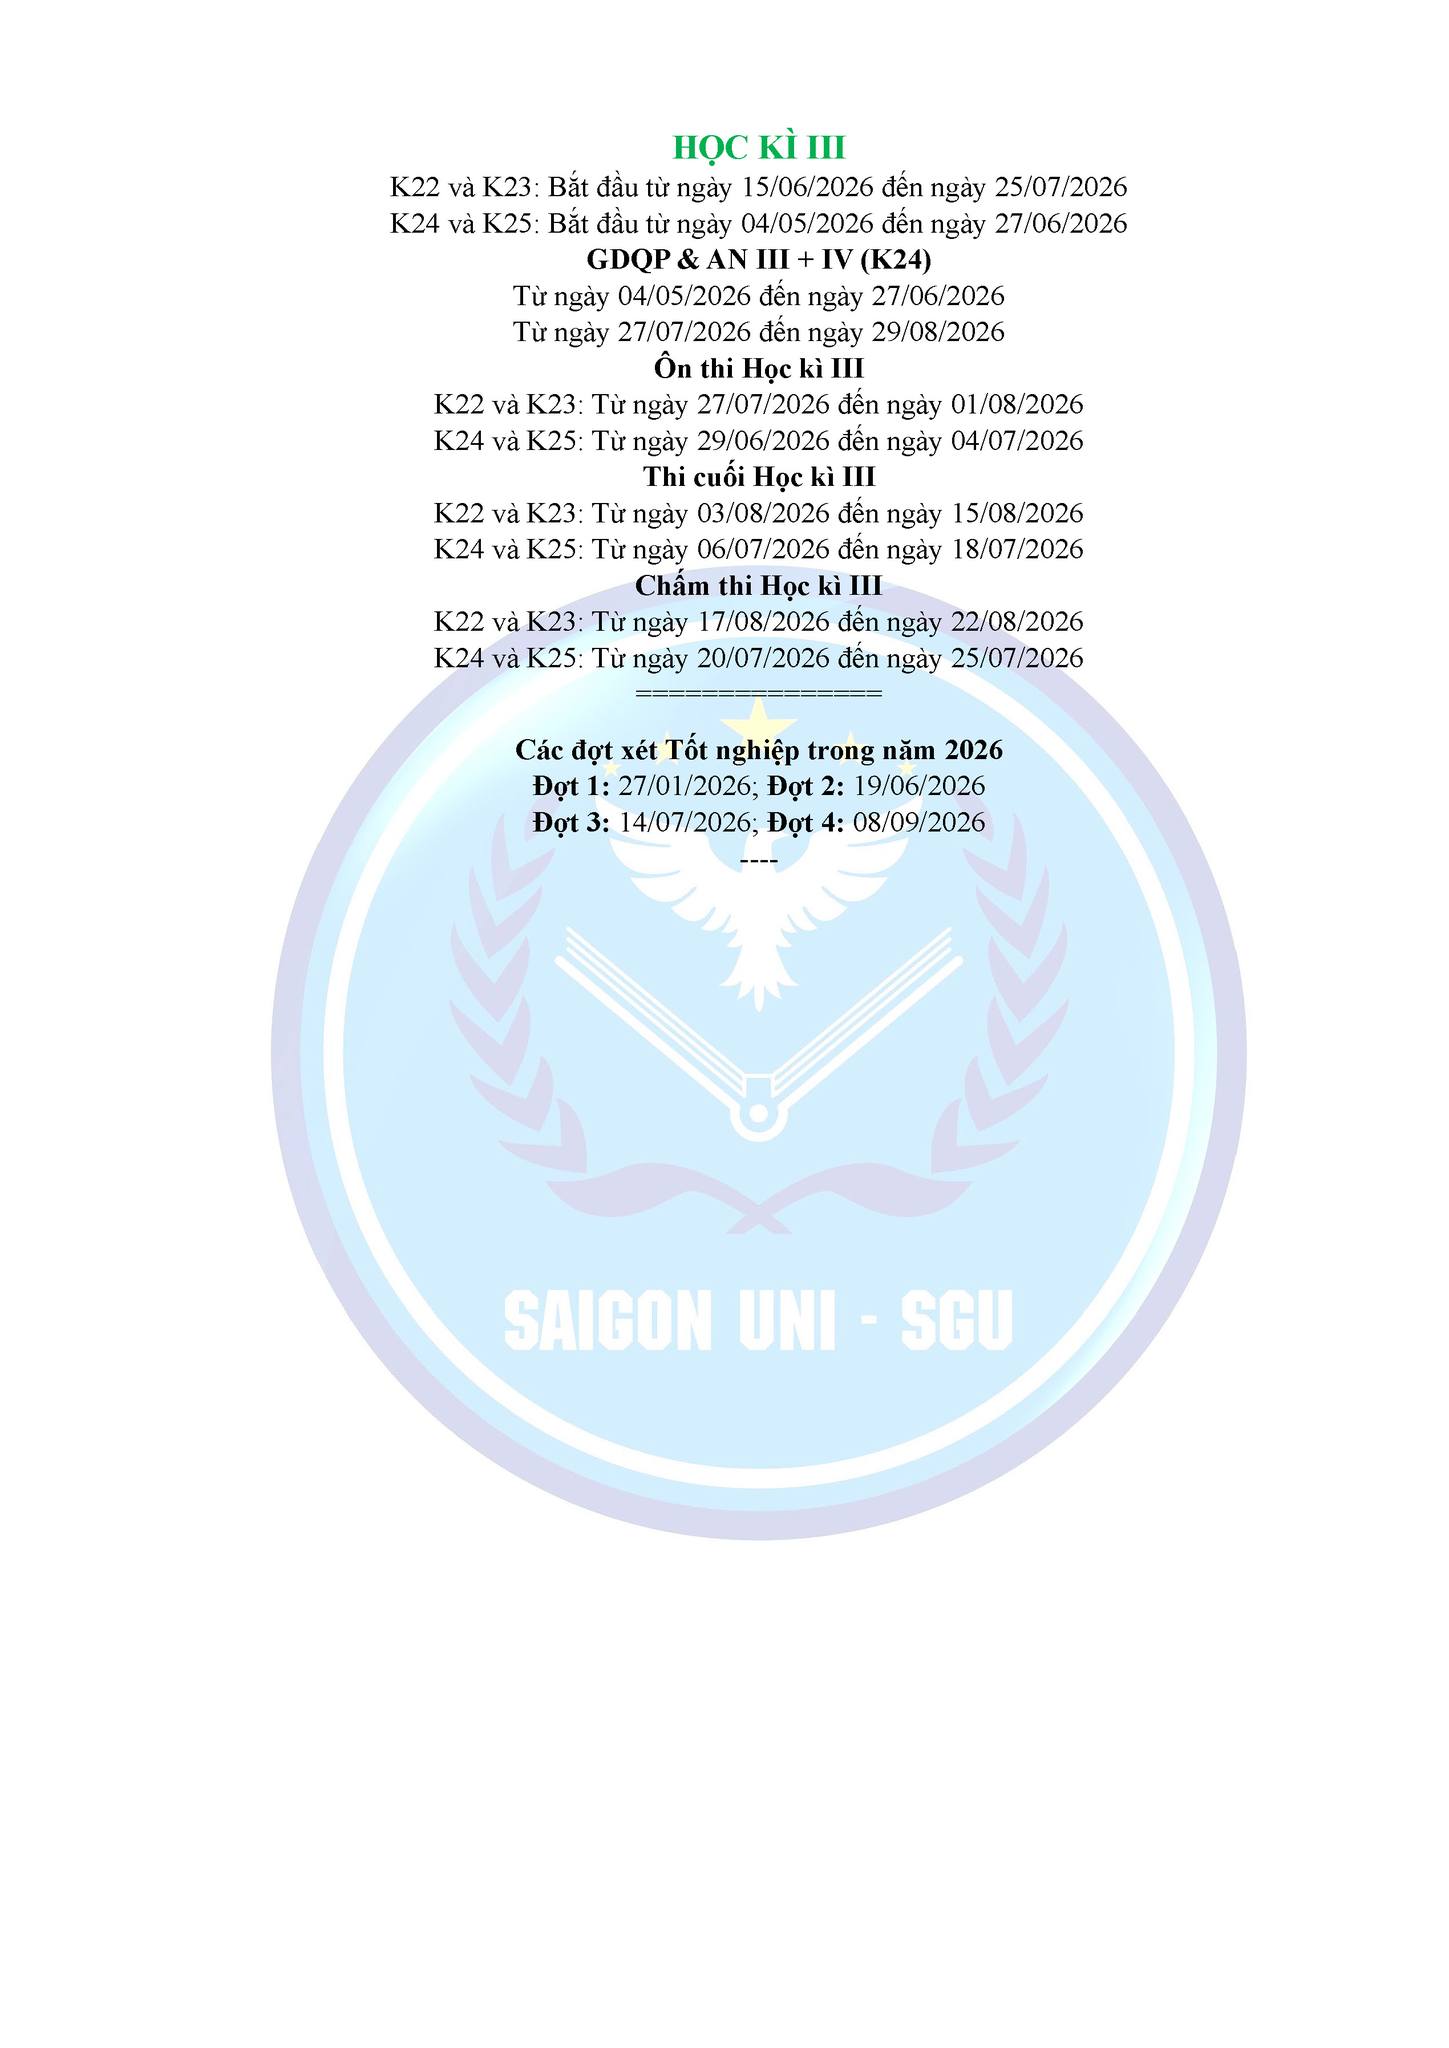 HỌC KÌ III
K22 và K23: Bắt đầu từ ngày 15/06/2026 đến ngày 25/07/2026
K24 và K25: Bắt đầu từ ngày 04/05/2026 đến ngày 27/06/2026
GDQP & AN III + IV (K24)
Từ ngày 04/05/2026 đến ngày 27/06/2026
Từ ngày 27/07/2026 đến ngày 29/08/2026
Ôn thi Học kì III
K22 và K23: Từ ngày 27/07/2026 đến ngày 01/08/2026
K24 và K25: Từ ngày 29/06/2026 đến ngày 04/07/2026
Thi cuối Học kì III
K22 và K23: Từ ngày 03/08/2026 đến ngày 15/08/2026
K24 và K25: Từ ngày 06/07/2026 đến ngày 18/07/2026
Chấm thi Học kì III
K22 và K23: Từ ngày 17/08/2026 đến ngày 22/08/2026
K24 và K25: Từ ngày 20/07/2026 đến ngày 25/07/2026
===============
Các đợt xét Tốt nghiệp trong năm 2026
Đợt 1: 27/01/2026; Đợt 2: 19/06/2026
Đợt 3: 14/07/2026; Đợt 4: 08/09/2026
----
SAIGON UNI - SGU